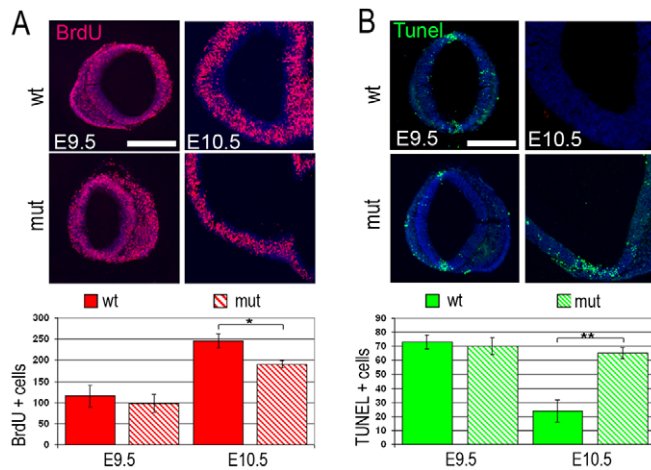 A
BrdU
wt
E9.5
E10.5
mut
wt
mut
BrdU + cells
300
250
200
150
100
50
0
*
E9.5
E10.5
B
Tunel
wt
E9.5
E10.5
mut
wt
mut
TUNEL + cells
90
80
70
60
50
40
30
20
10
0
**
E9.5
E10.5